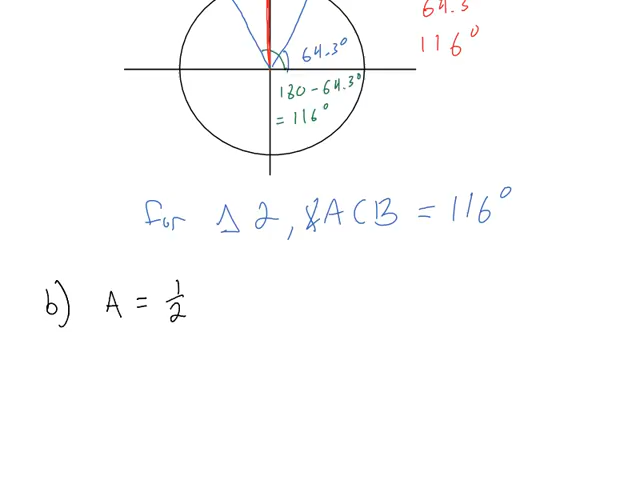 64.3
116°
64.3°
180 - 64.3°
= 116°
for △ 2, ∡ACB = 116°
b) A = 1/2